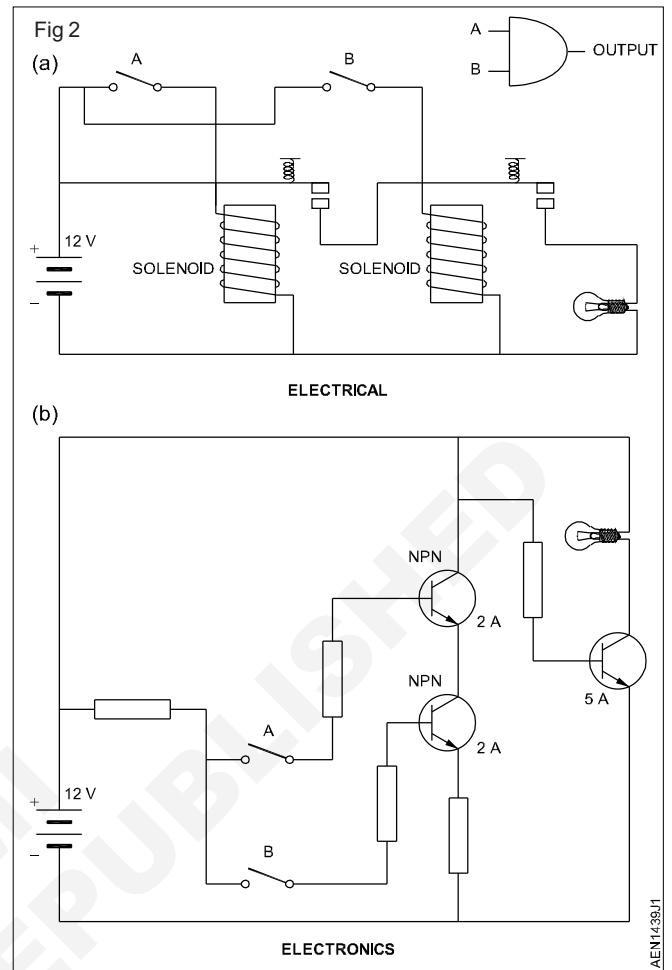 Fig 2
(a)
A
B
A
B
OUTPUT
+
12 V
−
SOLENOID
SOLENOID
ELECTRICAL
(b)
NPN
2 A
NPN
2 A
5 A
A
B
+
12 V
−
ELECTRONICS
AEN1439J1